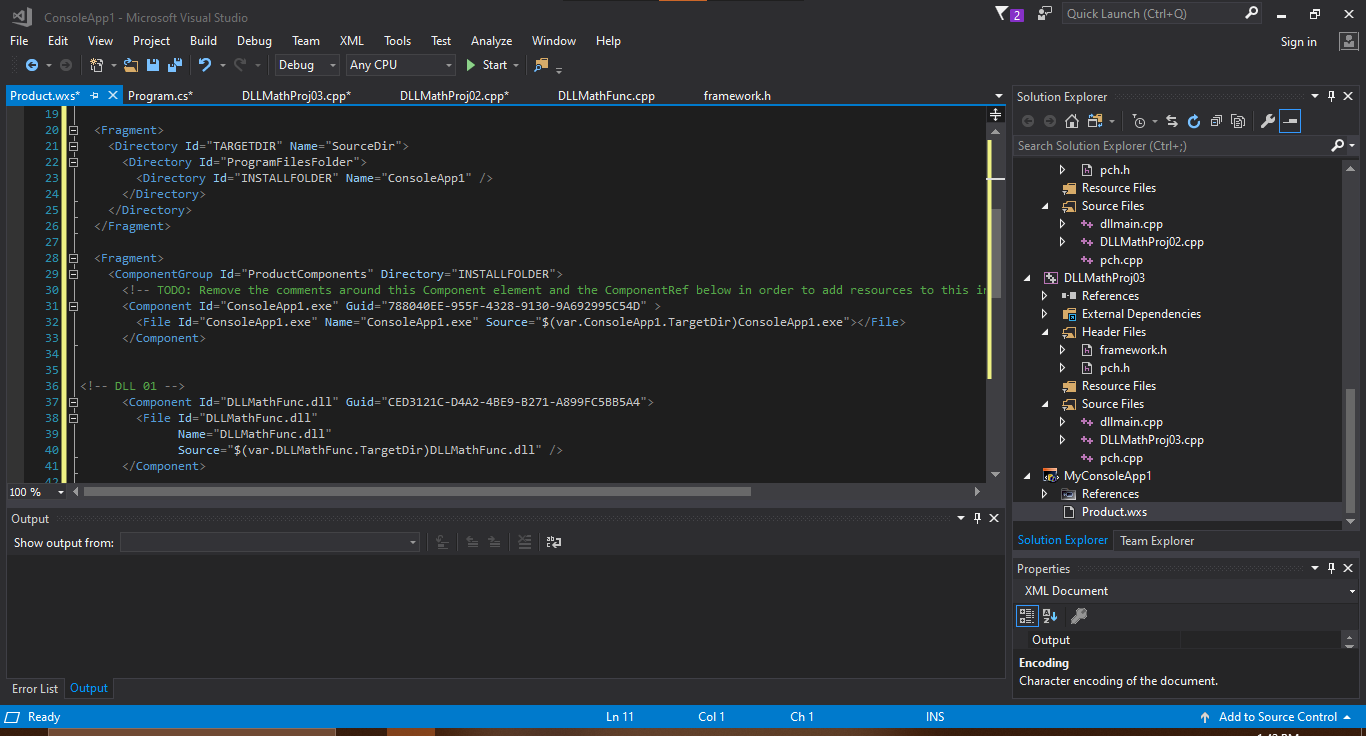 ConsoleApp1 - Microsoft Visual Studio
2
Quick Launch (Ctrl+Q)
File Edit View Project Build Debug Team XML Tools Test Analyze Window Help
Sign in
Debug Any CPU Start
Product.wxs* Program.cs* DLLMathProj03.cpp* DLLMathProj02.cpp* DLLMathFunc.cpp framework.h
19
20 <Fragment>
21 <Directory Id="TARGETDIR" Name="SourceDir">
22 <Directory Id="ProgramFilesFolder">
23 <Directory Id="INSTALLFOLDER" Name="ConsoleApp1" />
24 </Directory>
25 </Directory>
26 </Fragment>
27
28 <Fragment>
29 <ComponentGroup Id="ProductComponents" Directory="INSTALLFOLDER">
30 <!-- TODO: Remove the comments around this Component element and the ComponentRef below in order to add resources to this in
31 <Component Id="ConsoleApp1.exe" Guid="788040EE-955F-4328-9130-9A692995C54D" >
32 <File Id="ConsoleApp1.exe" Name="ConsoleApp1.exe" Source="$(var.ConsoleApp1.TargetDir)ConsoleApp1.exe"></File>
33 </Component>
34
35
36 <!-- DLL 01 -->
37 <Component Id="DLLMathFunc.dll" Guid="CED3121C-D4A2-4BE9-B271-A899FC5BB5A4">
38 <File Id="DLLMathFunc.dll"
39 Name="DLLMathFunc.dll"
40 Source="$(var.DLLMathFunc.TargetDir)DLLMathFunc.dll" />
41 </Component>
42
100 %
Output
Show output from:
Error List Output
Solution Explorer
Search Solution Explorer (Ctrl+;)
pch.h
Resource Files
Source Files
dllmain.cpp
DLLMathProj02.cpp
pch.cpp
DLLMathProj03
References
External Dependencies
Header Files
framework.h
pch.h
Resource Files
Source Files
dllmain.cpp
DLLMathProj03.cpp
pch.cpp
MyConsoleApp1
References
Product.wxs
Solution Explorer Team Explorer
Properties
XML Document
Output
Encoding
Character encoding of the document.
Ready Ln 11 Col 1 Ch 1 INS Add to Source Control